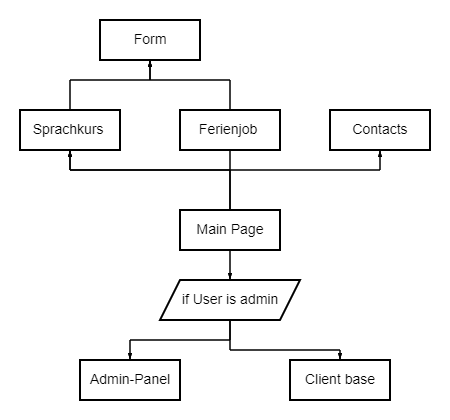 Form
Sprachkurs
Ferienjob
Contacts
Main Page
if User is admin
Admin-Panel
Client base